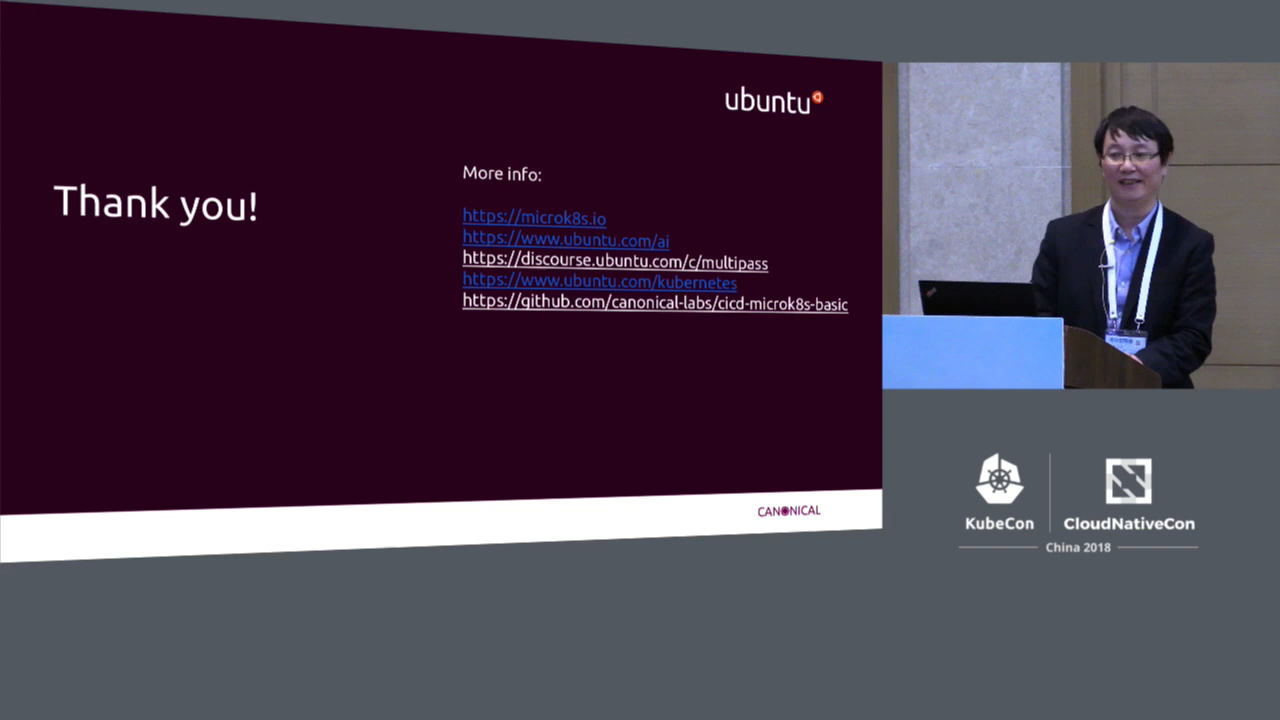 ubuntu
Thank you!
More info:
https://microk8s.io
https://www.ubuntu.com/ai
https://discourse.ubuntu.com/c/multipass
https://www.ubuntu.com/kubernetes
https://github.com/canonical-labs/cicd-microk8s-basic
CANONICAL
KubeCon
CloudNativeCon
China 2018